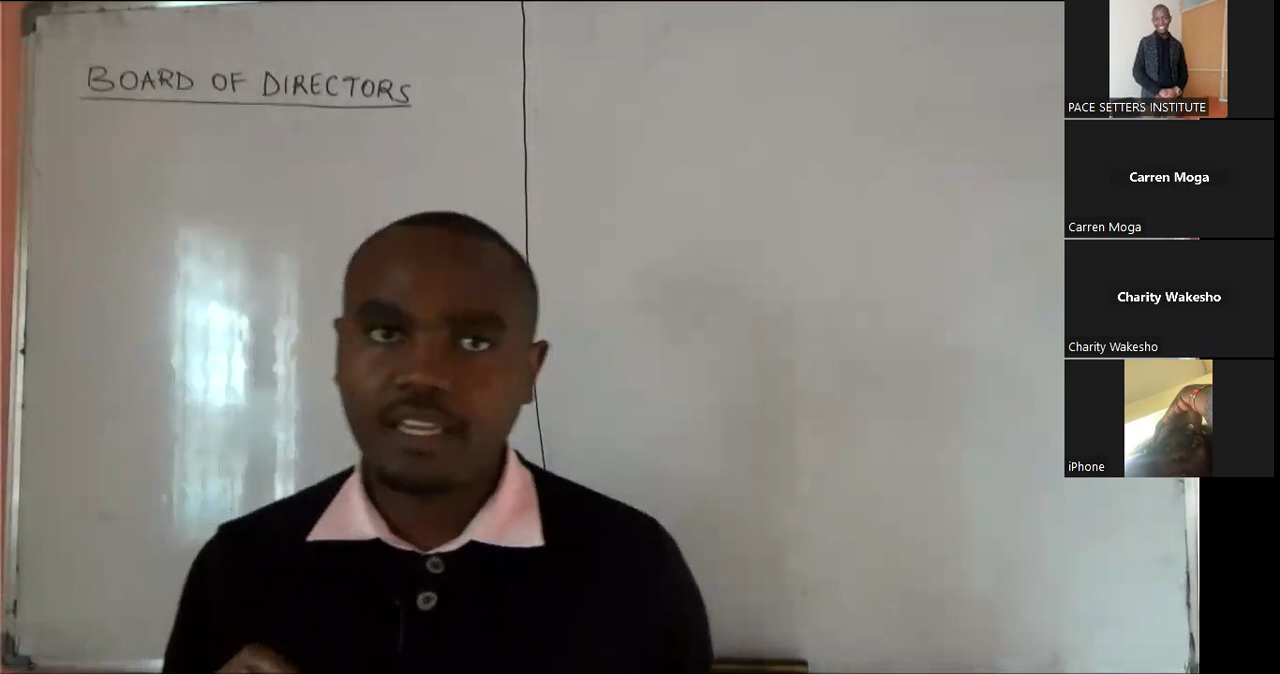 BOARD OF DIRECTORS
PACE SETTERS INSTITUTE
Carren Moga
Carren Moga
Charity Wakesho
Charity Wakesho
iPhone